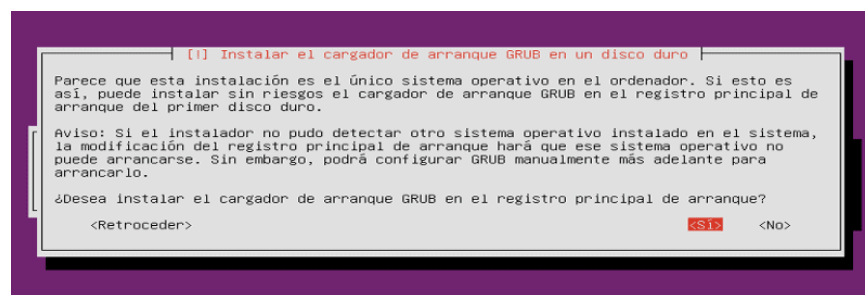 [!] Instalar el cargador de arranque GRUB en un disco duro
Parece que esta instalación es el único sistema operativo en el ordenador. Si esto es
así, puede instalar sin riesgos el cargador de arranque GRUB en el registro principal de
arranque del primer disco duro.
Aviso: Si el instalador no pudo detectar otro sistema operativo instalado en el sistema,
la modificación del registro principal de arranque hará que ese sistema operativo no
puede arrancarse. Sin embargo, podrá configurar GRUB manualmente más adelante para
arrancarlo.
¿Desea instalar el cargador de arranque GRUB en el registro principal de arranque?
<Retroceder> <Sí> <No>